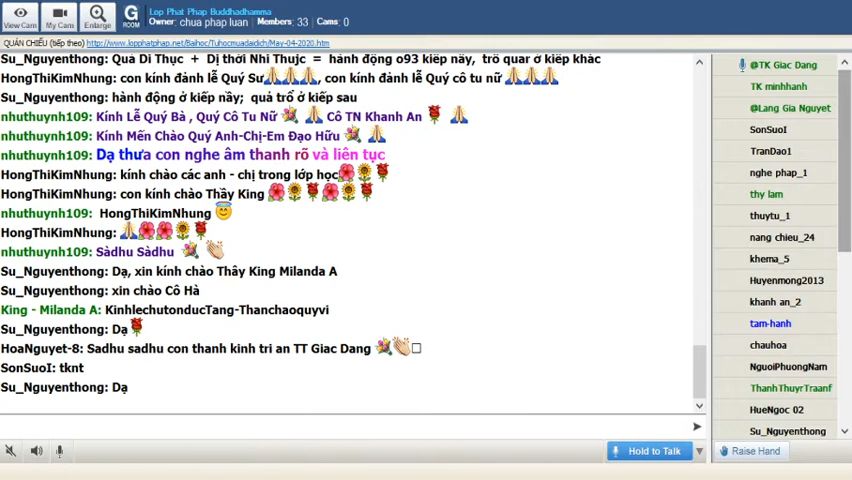 Lop Phat Phap Buddhadhamma
Owner: chua phap luan Members: 33 Cams: 0
View Cam My Cam Enlarge G ROOM
QUÁN CHIẾU (tiếp theo) http://www.lopphatphap.net/Baihoc/Tuhocmuadaidich/May-04-2020.htm
Su_Nguyenthong: Quả Di Thục + Dị thời Nhi Thuịc = hành động o93 kiếp này, trổ quar ở kiếp khác
HongThiKimNhung: con kính đảnh lễ Quý Sư, con kính đảnh lễ Quý cô tu nữ
Su_Nguyenthong: hành động ở kiếp nầy; quả trổ ở kiếp sau
nhuthuynh109: Kính Lễ Quý Bà , Quý Cô Tu Nữ Cô TN Khanh An
nhuthuynh109: Kính Mến Chào Quý Anh-Chị-Em Đạo Hữu
nhuthuynh109: Dạ thưa con nghe âm thanh rõ và liên tục
HongThiKimNhung: kính chào các anh - chị trong lớp học
HongThiKimNhung: con kính chào Thầy King
nhuthuynh109: HongThiKimNhung
HongThiKimNhung:
nhuthuynh109: Sàdhu Sàdhu
Su_Nguyenthong: Dạ, xin kính chào Thầy King Milanda A
Su_Nguyenthong: xin chào Cô Hà
King - Milanda A: KinhlechutonducTang-Thanchaoquyvi
Su_Nguyenthong: Dạ
HoaNguyet-8: Sadhu sadhu con thanh kinh tri an TT Giac Dang
SonSuoI: tknt
Su_Nguyenthong: Dạ
@TK Giac Dang
TK minhhanh
@Lang Gia Nguyet
SonSuoI
TranDao1
nghe phap_1
thy lam
thuytu_1
nang chieu_24
khema_5
Huyenmong2013
khanh an_2
tam-hanh
chauhoa
NguoiPhuongNam
ThanhThuyrTraanf
HueNgoc 02
Su_Nguyenthong
Hold to Talk
Raise Hand